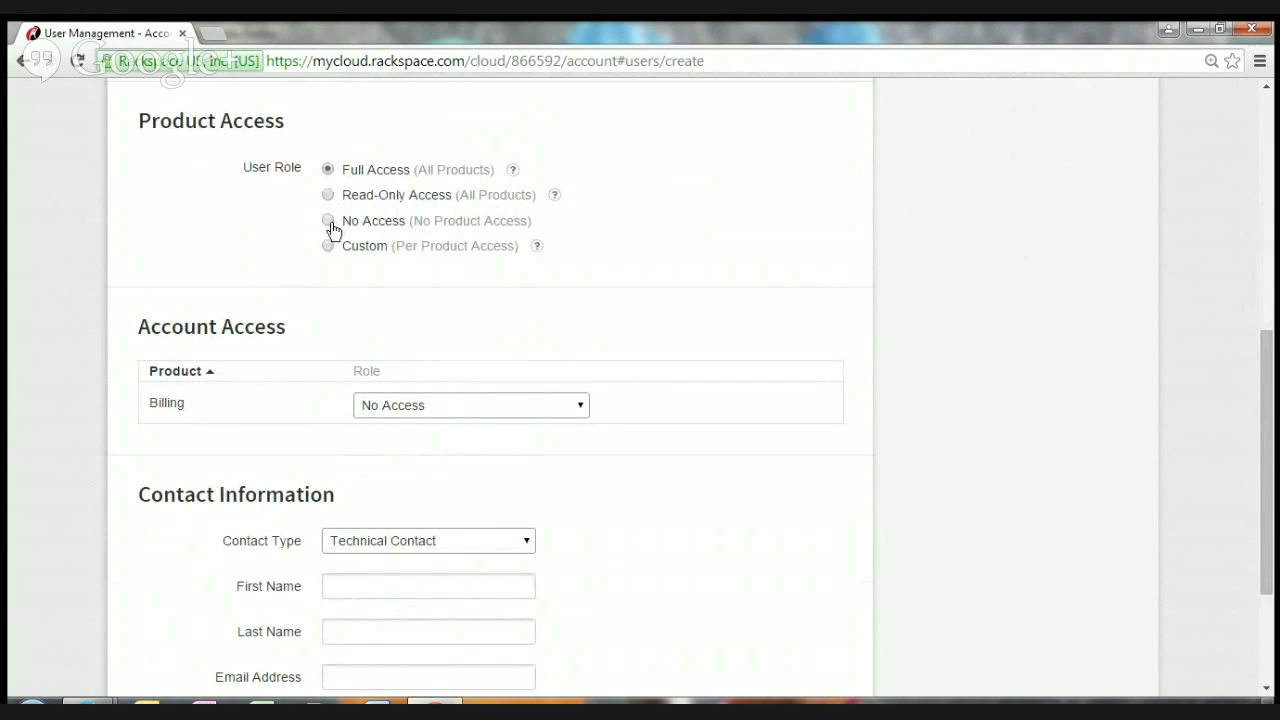 User Management - Acco
Google+
https://mycloud.rackspace.com/cloud/866592/account#users/create
Product Access
User Role
Full Access (All Products) ?
Read-Only Access (All Products) ?
No Access (No Product Access)
Custom (Per Product Access) ?
Account Access
Product Role
Billing No Access
Contact Information
Contact Type Technical Contact
First Name
Last Name
Email Address